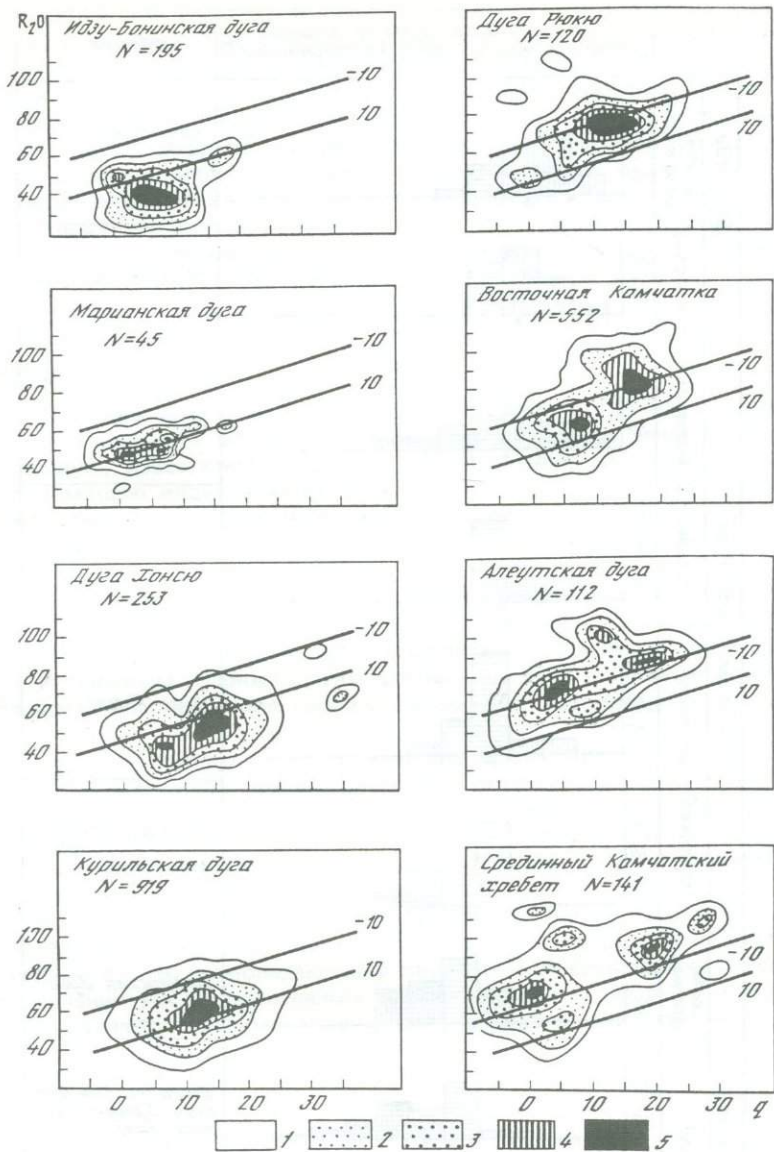 R₂O
Идзу-Бонинская дуга
N=195
100
80
60
40
-10
10
Дуга Рюкю
N=120
-10
10
Марианская дуга
N=45
100
80
60
40
-10
10
Восточная Камчатка
N=552
-10
10
Дуга Хонсю
N=253
100
80
60
40
-10
10
Алеутская дуга
N=112
-10
10
Курильская дуга
N=919
100
80
60
40
-10
10
0 10 20 30
Срединный Камчатский
хребет N=141
-10
10
0 10 20 30 q
1 2 3 4 5